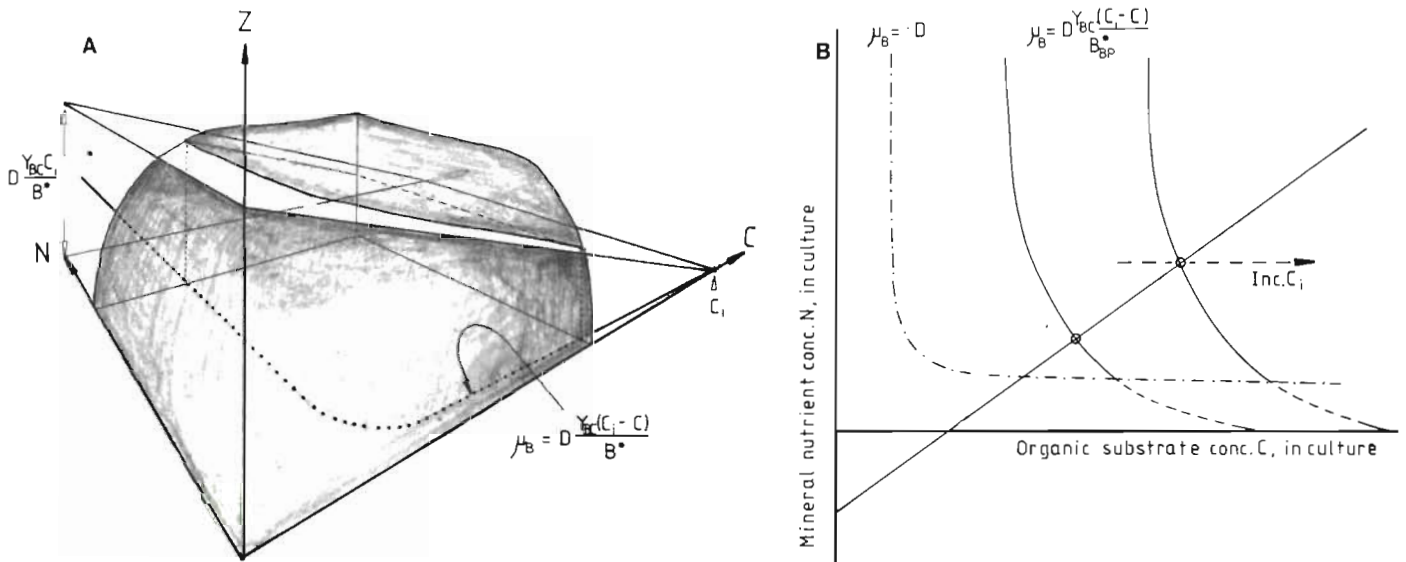 A
Z
N
C
C_i
D Y_BC C_i / B*
μ_B = D Y_BC (C_i - C) / B*
B
μ_B = D
μ_B = D Y_BC (C_i - C) / B*_BP
Mineral nutrient conc. N, in culture
Inc. C_i
Organic substrate conc. C, in culture